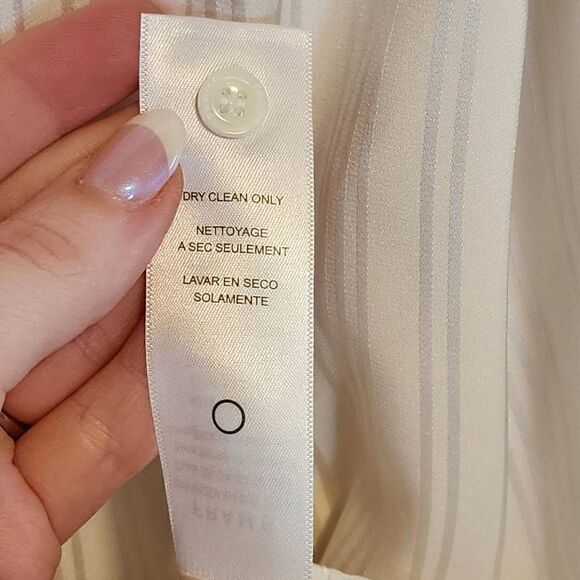 DRY CLEAN ONLY
NETTOYAGE
A SEC SEULEMENT
LAVAR EN SECO
SOLAMENTE